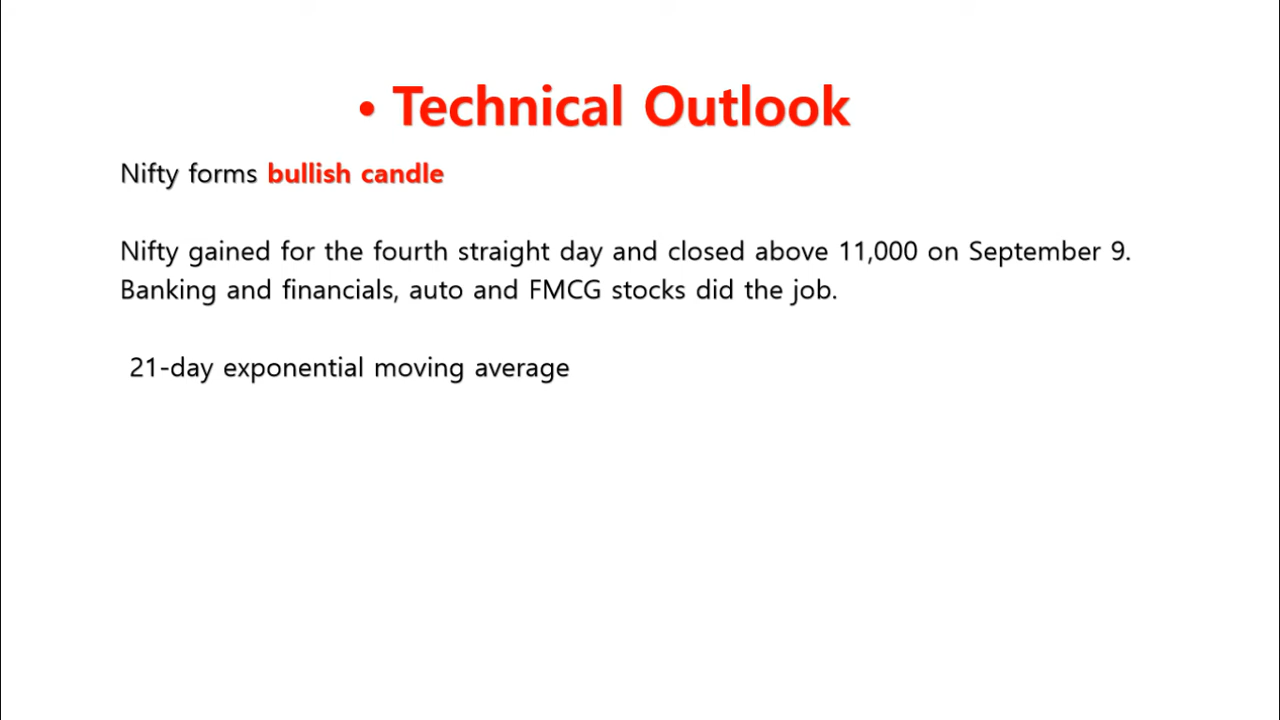 • Technical Outlook
Nifty forms bullish candle
Nifty gained for the fourth straight day and closed above 11,000 on September 9.
Banking and financials, auto and FMCG stocks did the job.
21-day exponential moving average